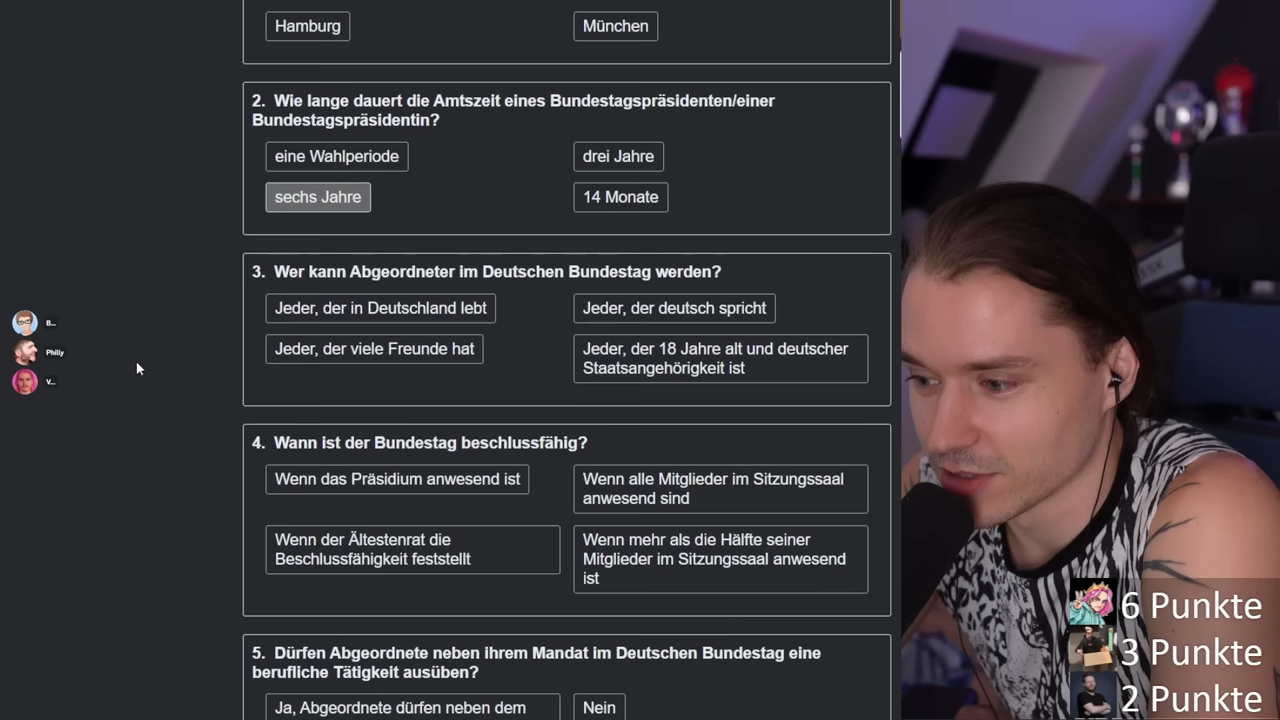 Hamburg
München
2. Wie lange dauert die Amtszeit eines Bundestagspräsidenten/einer
Bundestagspräsidentin?
eine Wahlperiode
drei Jahre
sechs Jahre
14 Monate
3. Wer kann Abgeordneter im Deutschen Bundestag werden?
Jeder, der in Deutschland lebt
Jeder, der deutsch spricht
Jeder, der viele Freunde hat
Jeder, der 18 Jahre alt und deutscher
Staatsangehörigkeit ist
B...
Philly
V...
4. Wann ist der Bundestag beschlussfähig?
Wenn das Präsidium anwesend ist
Wenn alle Mitglieder im Sitzungssaal
anwesend sind
Wenn der Ältestenrat die
Beschlussfähigkeit feststellt
Wenn mehr als die Hälfte seiner
Mitglieder im Sitzungssaal anwesend
ist
5. Dürfen Abgeordnete neben ihrem Mandat im Deutschen Bundestag eine
berufliche Tätigkeit ausüben?
Ja, Abgeordnete dürfen neben dem
Nein
6 Punkte
3 Punkte
2 Punkte